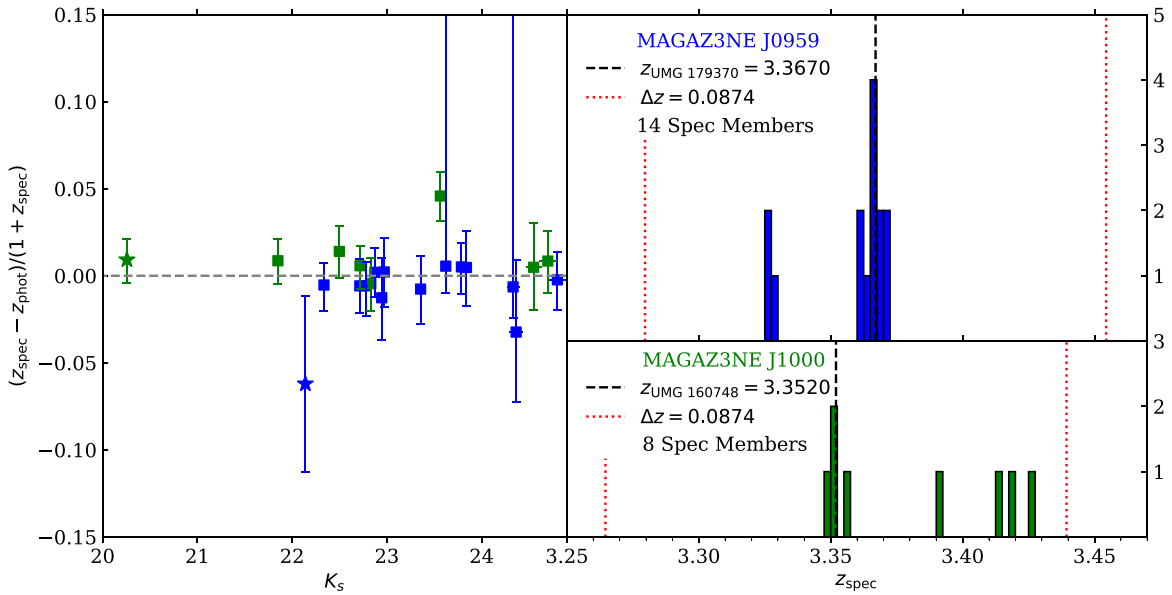 0.15
0.10
0.05
0.00
−0.05
−0.10
−0.15
(z_spec − z_phot)/(1 + z_spec)
20
21
22
23
24
K_s
MAGAZ3NE J0959
z_UMG 179370 = 3.3670
Δz = 0.0874
14 Spec Members
5
4
3
2
1
MAGAZ3NE J1000
z_UMG 160748 = 3.3520
Δz = 0.0874
8 Spec Members
3
2
1
3.25
3.30
3.35
3.40
3.45
z_spec